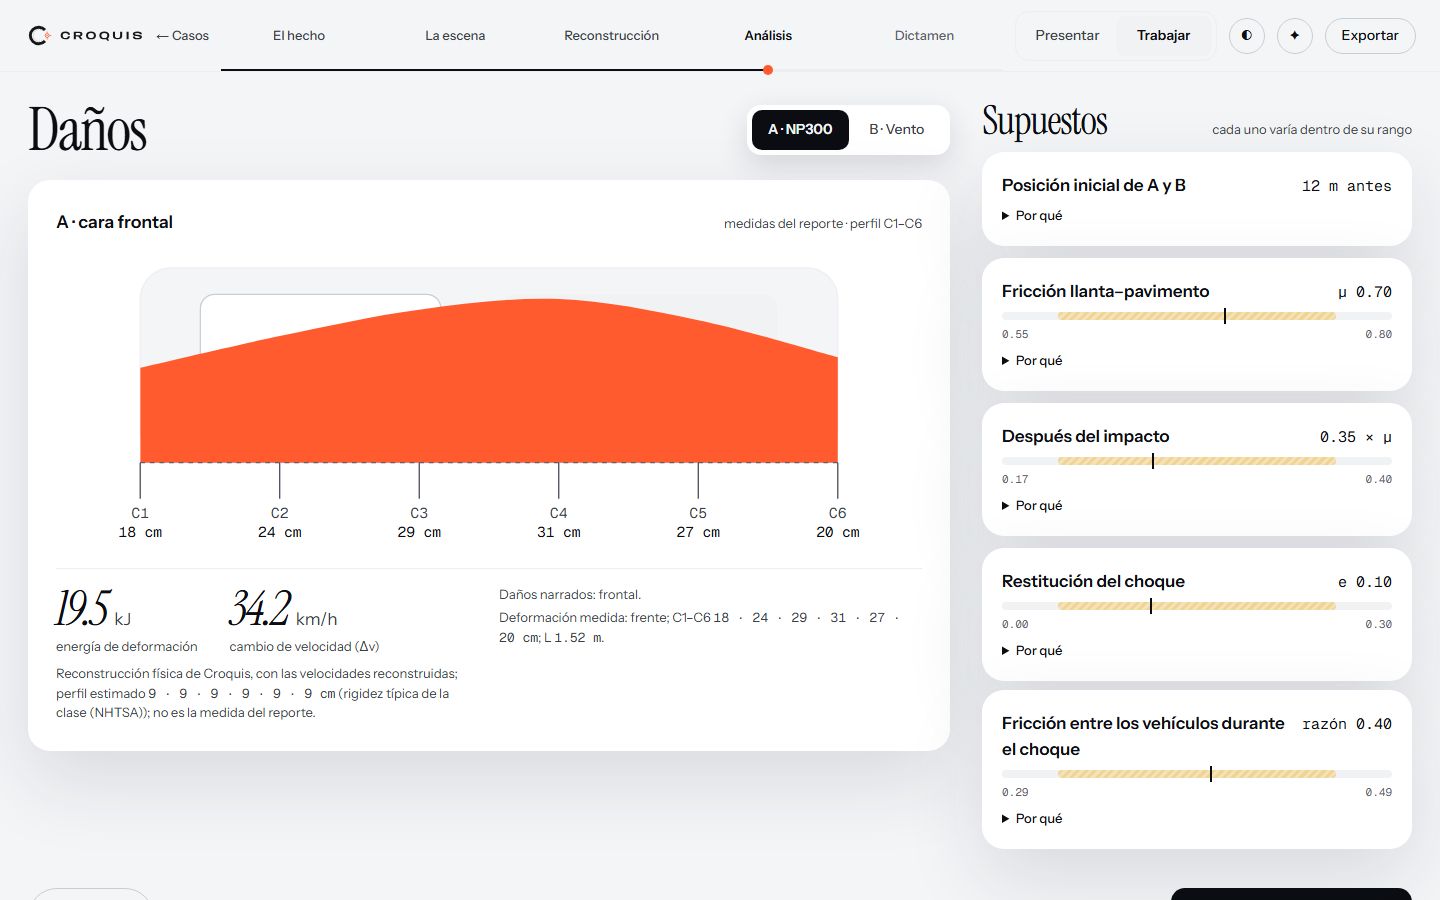 CROQUIS
← Casos
El hecho
La escena
Reconstrucción
Análisis
Dictamen
Presentar
Trabajar
Exportar
Daños
A · NP300
B · Vento
A · cara frontal
medidas del reporte · perfil C1–C6
C1
C2
C3
C4
C5
C6
18 cm
24 cm
29 cm
31 cm
27 cm
20 cm
19.5 kJ
energía de deformación
34.2 km/h
cambio de velocidad (Δv)
Reconstrucción física de Croquis, con las velocidades reconstruidas;
perfil estimado 9 · 9 · 9 · 9 · 9 · 9 cm (rigidez típica de la
clase (NHTSA)); no es la medida del reporte.
Daños narrados: frontal.
Deformación medida: frente; C1–C6 18 · 24 · 29 · 31 · 27 ·
20 cm; L 1.52 m.
Supuestos
cada uno varía dentro de su rango
Posición inicial de A y B
12 m antes
Por qué
Fricción llanta–pavimento
μ 0.70
0.55
0.80
Por qué
Después del impacto
0.35 × μ
0.17
0.40
Por qué
Restitución del choque
e 0.10
0.00
0.30
Por qué
Fricción entre los vehículos durante
el choque
razón 0.40
0.29
0.49
Por qué